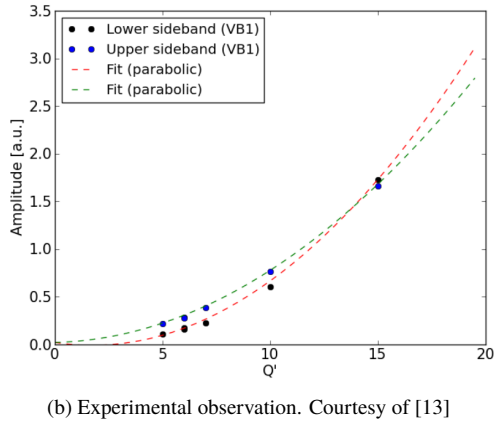 3.5
3.0
2.5
2.0
1.5
1.0
0.5
0.0
Amplitude [a.u.]
Lower sideband (VB1)
Upper sideband (VB1)
Fit (parabolic)
Fit (parabolic)
0 5 10 15 20
Q'
(b) Experimental observation. Courtesy of [13]